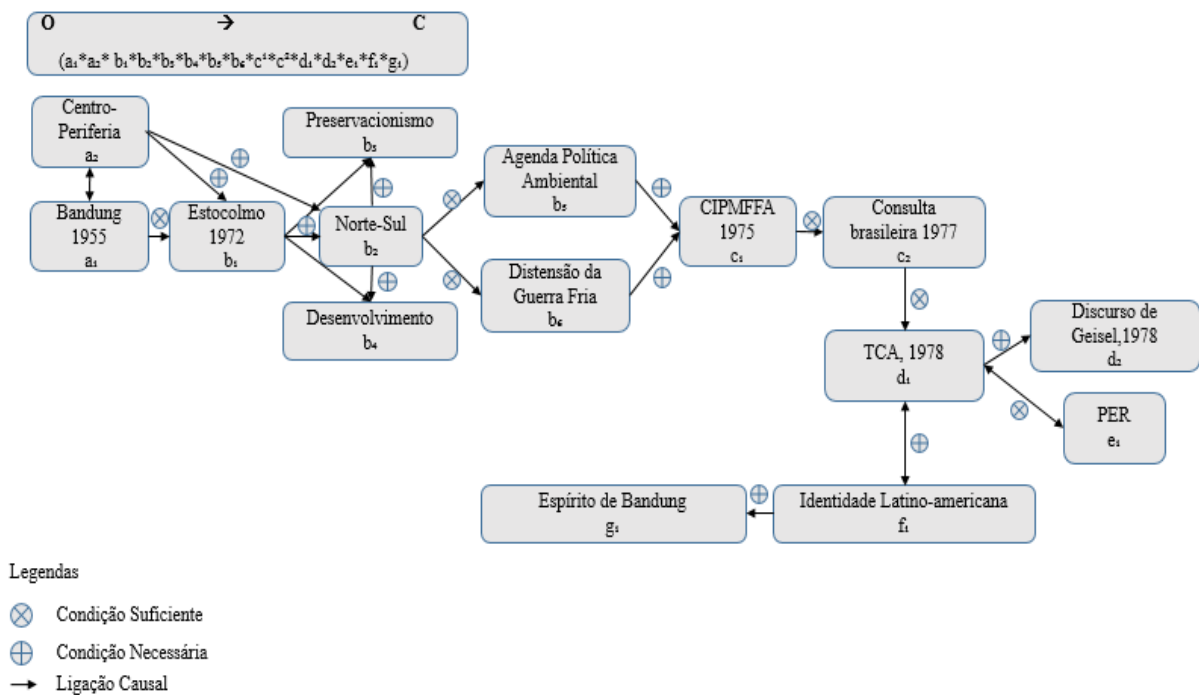 O → C
(a₁*a₂* b₁*b₂*b₃*b₄*b₅*b₆*c¹*c²*d₁*d₂*e₁*f₁*g₁)
Centro-
Periferia
a₂
Bandung
1955
a₁
Estocolmo
1972
b₁
Preservacionismo
b₃
Norte-Sul
b₂
Desenvolvimento
b₄
Agenda Política
Ambiental
b₅
Distensão da
Guerra Fria
b₆
CIPMFFA
1975
c₁
Consulta
brasileira 1977
c₂
TCA, 1978
d₁
Discurso de
Geisel,1978
d₂
PER
e₁
Identidade Latino-americana
f₁
Espírito de Bandung
g₁
Legendas
Condição Suficiente
Condição Necessária
Ligação Causal